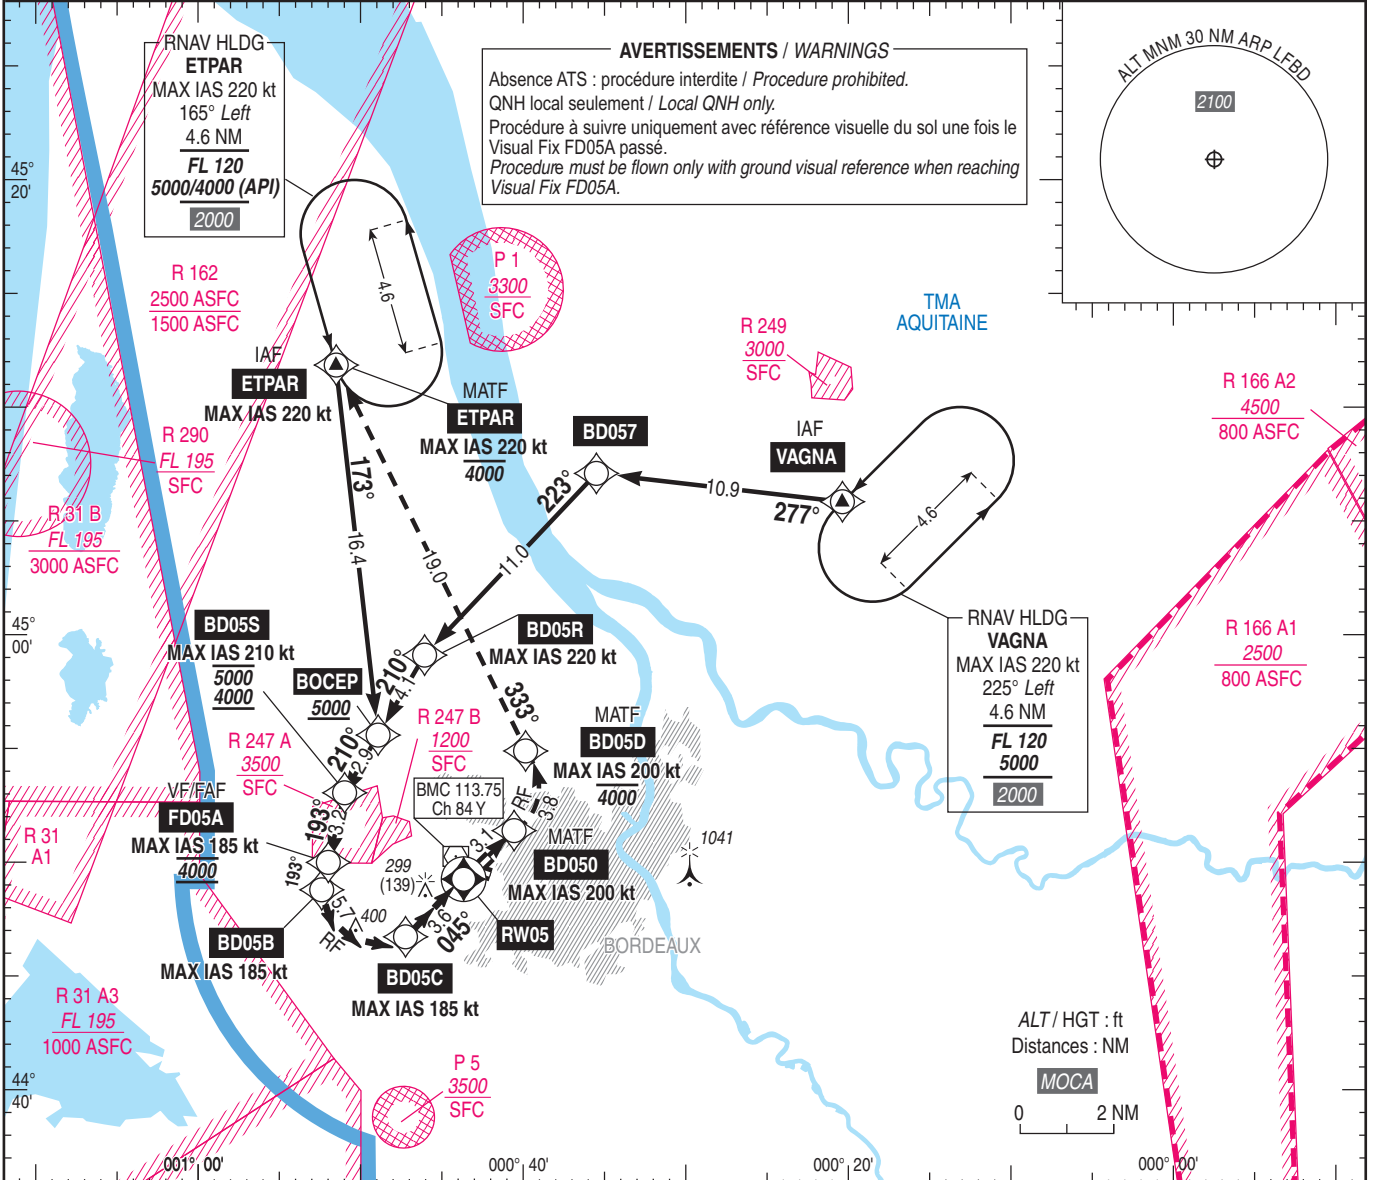 RNAV HLDG
ETPAR
MAX IAS 220 kt
165° Left
4.6 NM
FL 120
5000/4000 (API)
2000
AVERTISSEMENTS / WARNINGS
Absence ATS : procédure interdite / Procedure prohibited.
QNH local seulement / Local QNH only.
Procédure à suivre uniquement avec référence visuelle du sol une fois le
Visual Fix FD05A passé.
Procedure must be flown only with ground visual reference when reaching
Visual Fix FD05A.
ALT MNM 30 NM ARP LFBD
2100
45°
20'
R 162
2500 ASFC
1500 ASFC
4.6
P 1
3300
SFC
TMA
AQUITAINE
R 249
3000
SFC
IAF
ETPAR
MAX IAS 220 kt
MATF
ETPAR
MAX IAS 220 kt
4000
BD057
IAF
VAGNA
R 166 A2
4500
800 ASFC
R 290
FL 195
SFC
173°
223°
10.9
277°
4.6
R 31 B
FL 195
3000 ASFC
16.4
19.0
11.0
45°
00'
BD05S
MAX IAS 210 kt
5000
4000
BD05R
MAX IAS 220 kt
RNAV HLDG
VAGNA
MAX IAS 220 kt
225° Left
4.6 NM
FL 120
5000
2000
R 166 A1
2500
800 ASFC
BOCEP
5000
210°
4.1
333°
R 247 A
3500
SFC
210°
2.9
R 247 B
1200
SFC
MATF
BD05D
MAX IAS 200 kt
4000
BMC 113.75
Ch 84 Y
RF
3.8
VF/FAF
FD05A
MAX IAS 185 kt
4000
193°
3.2
R 31
A1
3.1
MATF
BD050
MAX IAS 200 kt
1041
193°
299
(139)
5.7
RF
400
3.6
045°
RW05
BORDEAUX
BD05B
MAX IAS 185 kt
BD05C
MAX IAS 185 kt
R 31 A3
FL 195
1000 ASFC
P 5
3500
SFC
ALT / HGT : ft
Distances : NM
MOCA
0 2 NM
44°
40'
001° 00'
000° 40'
000° 20'
000° 00'